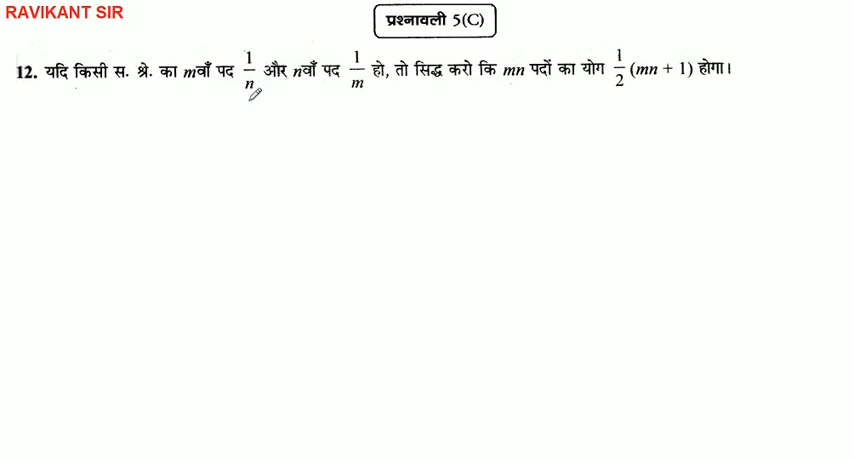 RAVIKANT SIR
प्रश्नावली 5(C)
12. यदि किसी स. श्रे. का mवाँ पद 1/n और nवाँ पद 1/m हो, तो सिद्ध करो कि mn पदों का योग 1/2 (mn + 1) होगा।